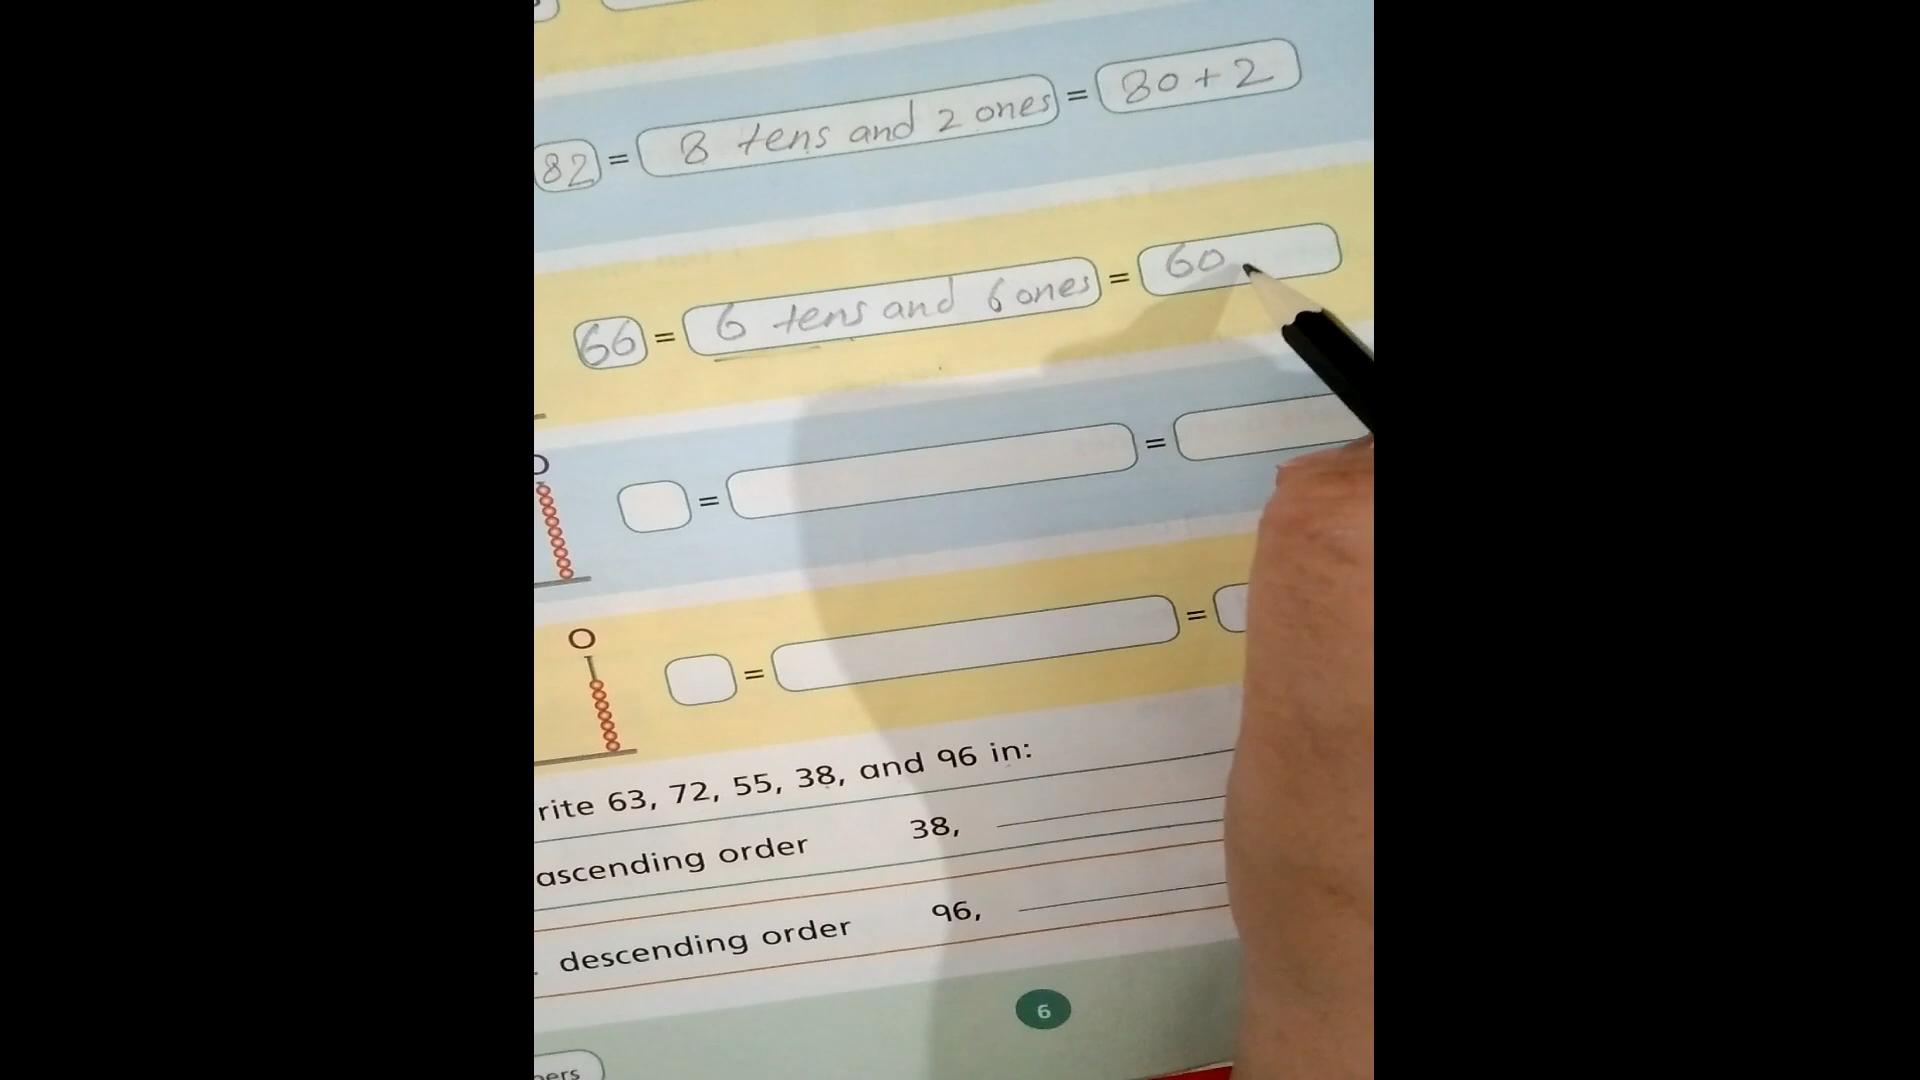 82 = 8 tens and 2 ones = 80 + 2
66 = 6 tens and 6 ones = 60
O
=
=
O
=
=
rite 63, 72, 55, 38, and 96 in:
ascending order 38,
descending order 96,
6
bers